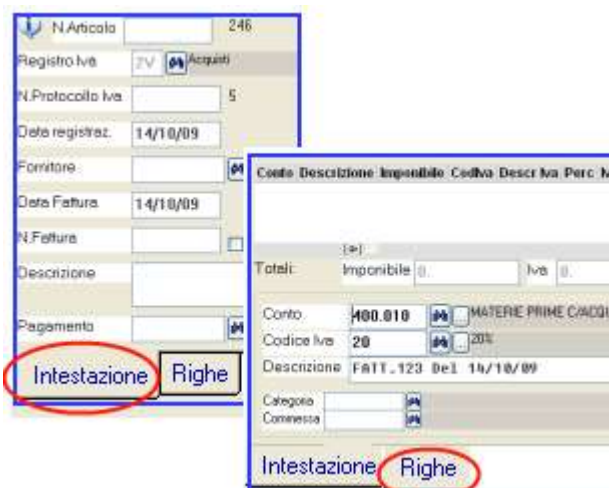 N.Articolo 246
Registro Iva 2V Acquisti
N.Protocollo Iva 5
Data registraz. 14/10/09
Fornitore
Data Fattura 14/10/09
N.Fattura
Descrizione
Pagamento
Intestazione Righe
Conto Descrizione Imponibile CodIva Descr Iva Perc
Totali: Imponibile 0. Iva 0.
Conto 400.010 MATERIE PRIME C/ACQU
Codice Iva 20 20%
Descrizione FATT.123 Del 14/10/09
Categoria
Commessa
Intestazione Righe